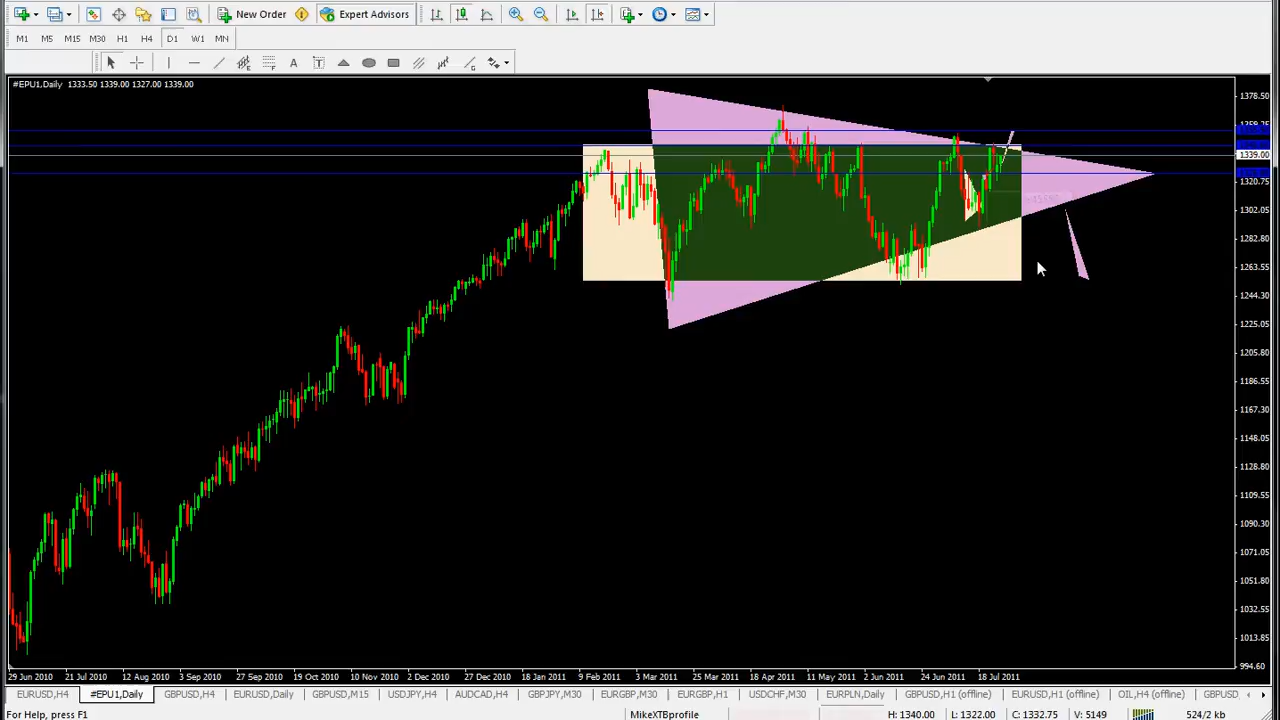 New Order Expert Advisors
M1 M5 M15 M30 H1 H4 D1 W1 MN
A T
#EPU1,Daily 1333.50 1339.00 1327.00 1339.00
1378.50
1339.00
1320.75
1302.05
1282.80
1263.55
1244.30
1225.05
1205.80
1186.55
1167.30
1148.05
1128.80
1109.55
1090.30
1071.05
1051.80
1032.55
1013.85
994.60
29 Jun 2010 21 Jul 2010 12 Aug 2010 3 Sep 2010 27 Sep 2010 19 Oct 2010 10 Nov 2010 2 Dec 2010 27 Dec 2010 18 Jan 2011 9 Feb 2011 3 Mar 2011 25 Mar 2011 18 Apr 2011 11 May 2011 2 Jun 2011 24 Jun 2011 18 Jul 2011
EURUSD,H4 #EPU1,Daily GBPUSD,H4 EURUSD,Daily GBPUSD,M15 USDJPY,H4 AUDCAD,H4 GBPJPY,M30 EURGBP,M30 EURGBP,H1 USDCHF,M30 EURPLN,Daily GBPUSD,H1 (offline) EURUSD,H1 (offline) OIL,H4 (offline) GBPUSD
For Help, press F1 MikeXTBprofile H: 1340.00 L: 1322.00 C: 1332.75 V: 5149 524/2 kb